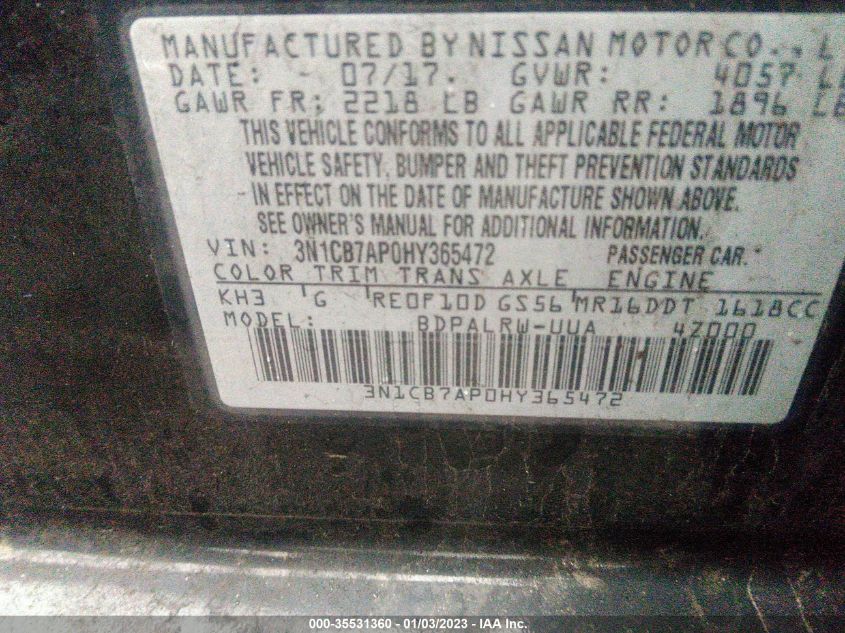 MANUFACTURED BY NISSAN MOTOR CO., L
DATE: 07/17. GVWR: 4057 LB
GAWR FR: 2218 LB GAWR RR: 1896 LB
THIS VEHICLE CONFORMS TO ALL APPLICABLE FEDERAL MOTOR
VEHICLE SAFETY, BUMPER AND THEFT PREVENTION STANDARDS
IN EFFECT ON THE DATE OF MANUFACTURE SHOWN ABOVE.
SEE OWNER'S MANUAL FOR ADDITIONAL INFORMATION.
VIN: 3N1CB7AP0HY365472 PASSENGER CAR.
COLOR TRIM TRANS AXLE ENGINE
KH3 G RE0F10D GS56 MR16DDT 1618CC
MODEL: BDPALRW-UUA 4Z000
3N1CB7AP0HY365472
000-35531360 - 01/03/2023 - IAA Inc.